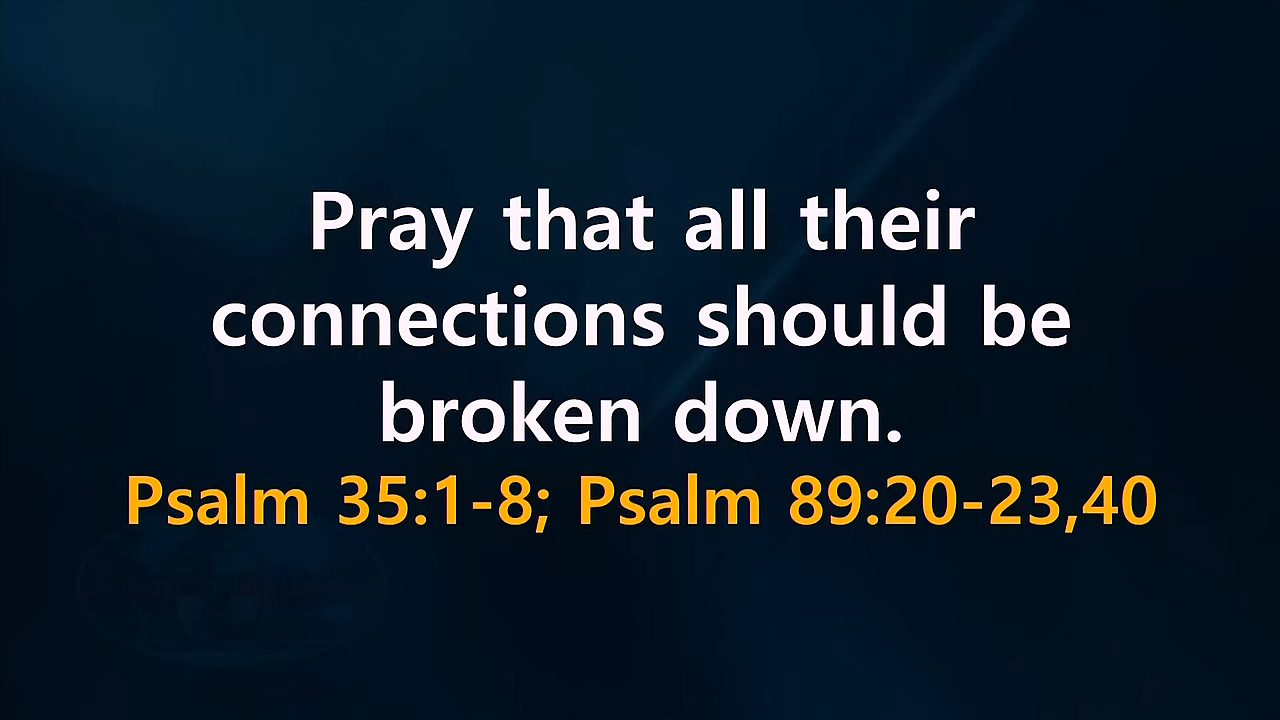 Pray that all their
connections should be
broken down.
Psalm 35:1-8; Psalm 89:20-23,40